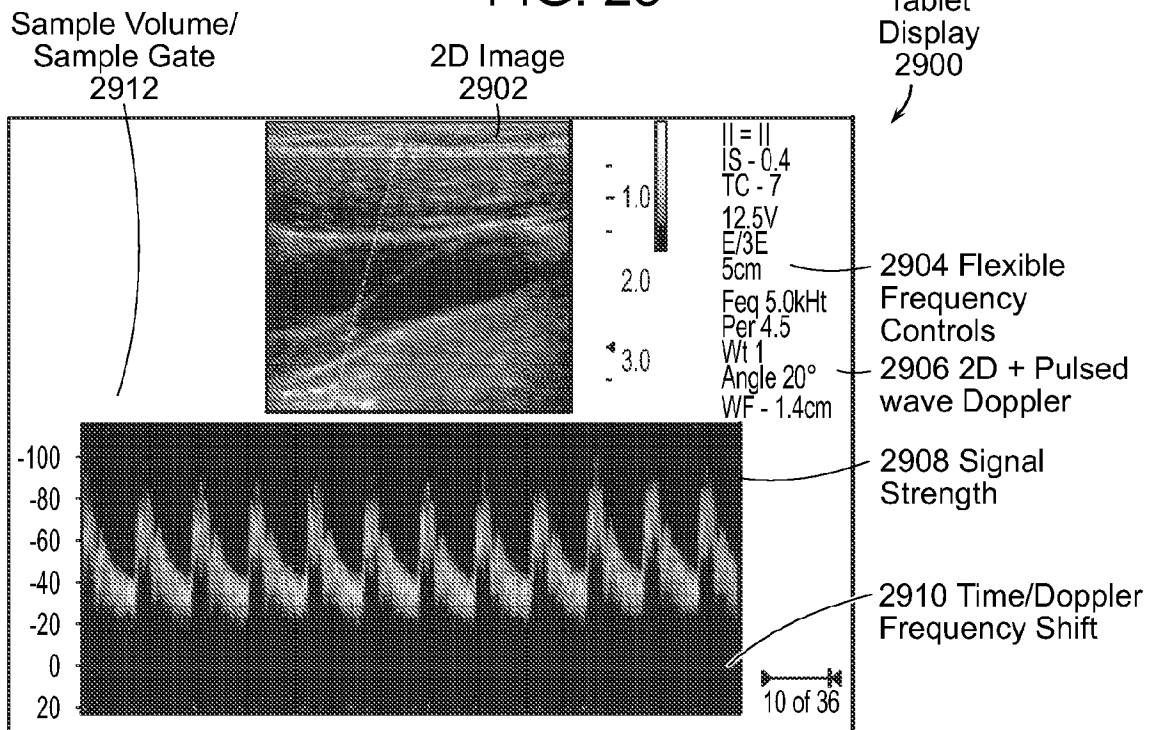 Sample Volume/
Sample Gate
2912
2D Image
2902
Tablet
Display
2900
1.0
2.0
3.0
II = II
IS - 0.4
TC - 7
12.5V
E/3E
5cm
Feq 5.0kHt
Per 4.5
Wt 1
Angle 20°
WF - 1.4cm
2904 Flexible
Frequency
Controls
2906 2D + Pulsed
wave Doppler
2908 Signal
Strength
2910 Time/Doppler
Frequency Shift
-100
-80
-60
-40
-20
0
20
10 of 36